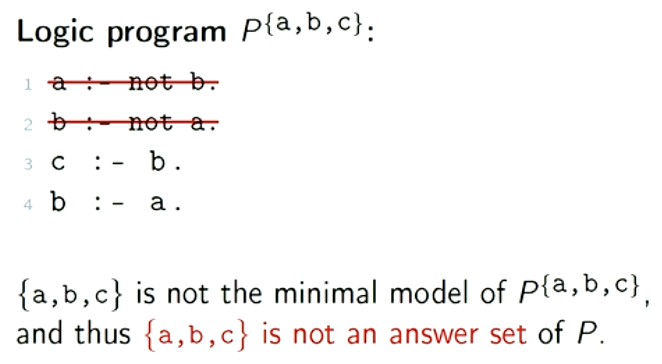 Logic program P{a,b,c}:
1 a :- not b.
2 b :- not a.
3 c :- b.
4 b :- a.
{a,b,c} is not the minimal model of P{a,b,c},
and thus {a,b,c} is not an answer set of P.